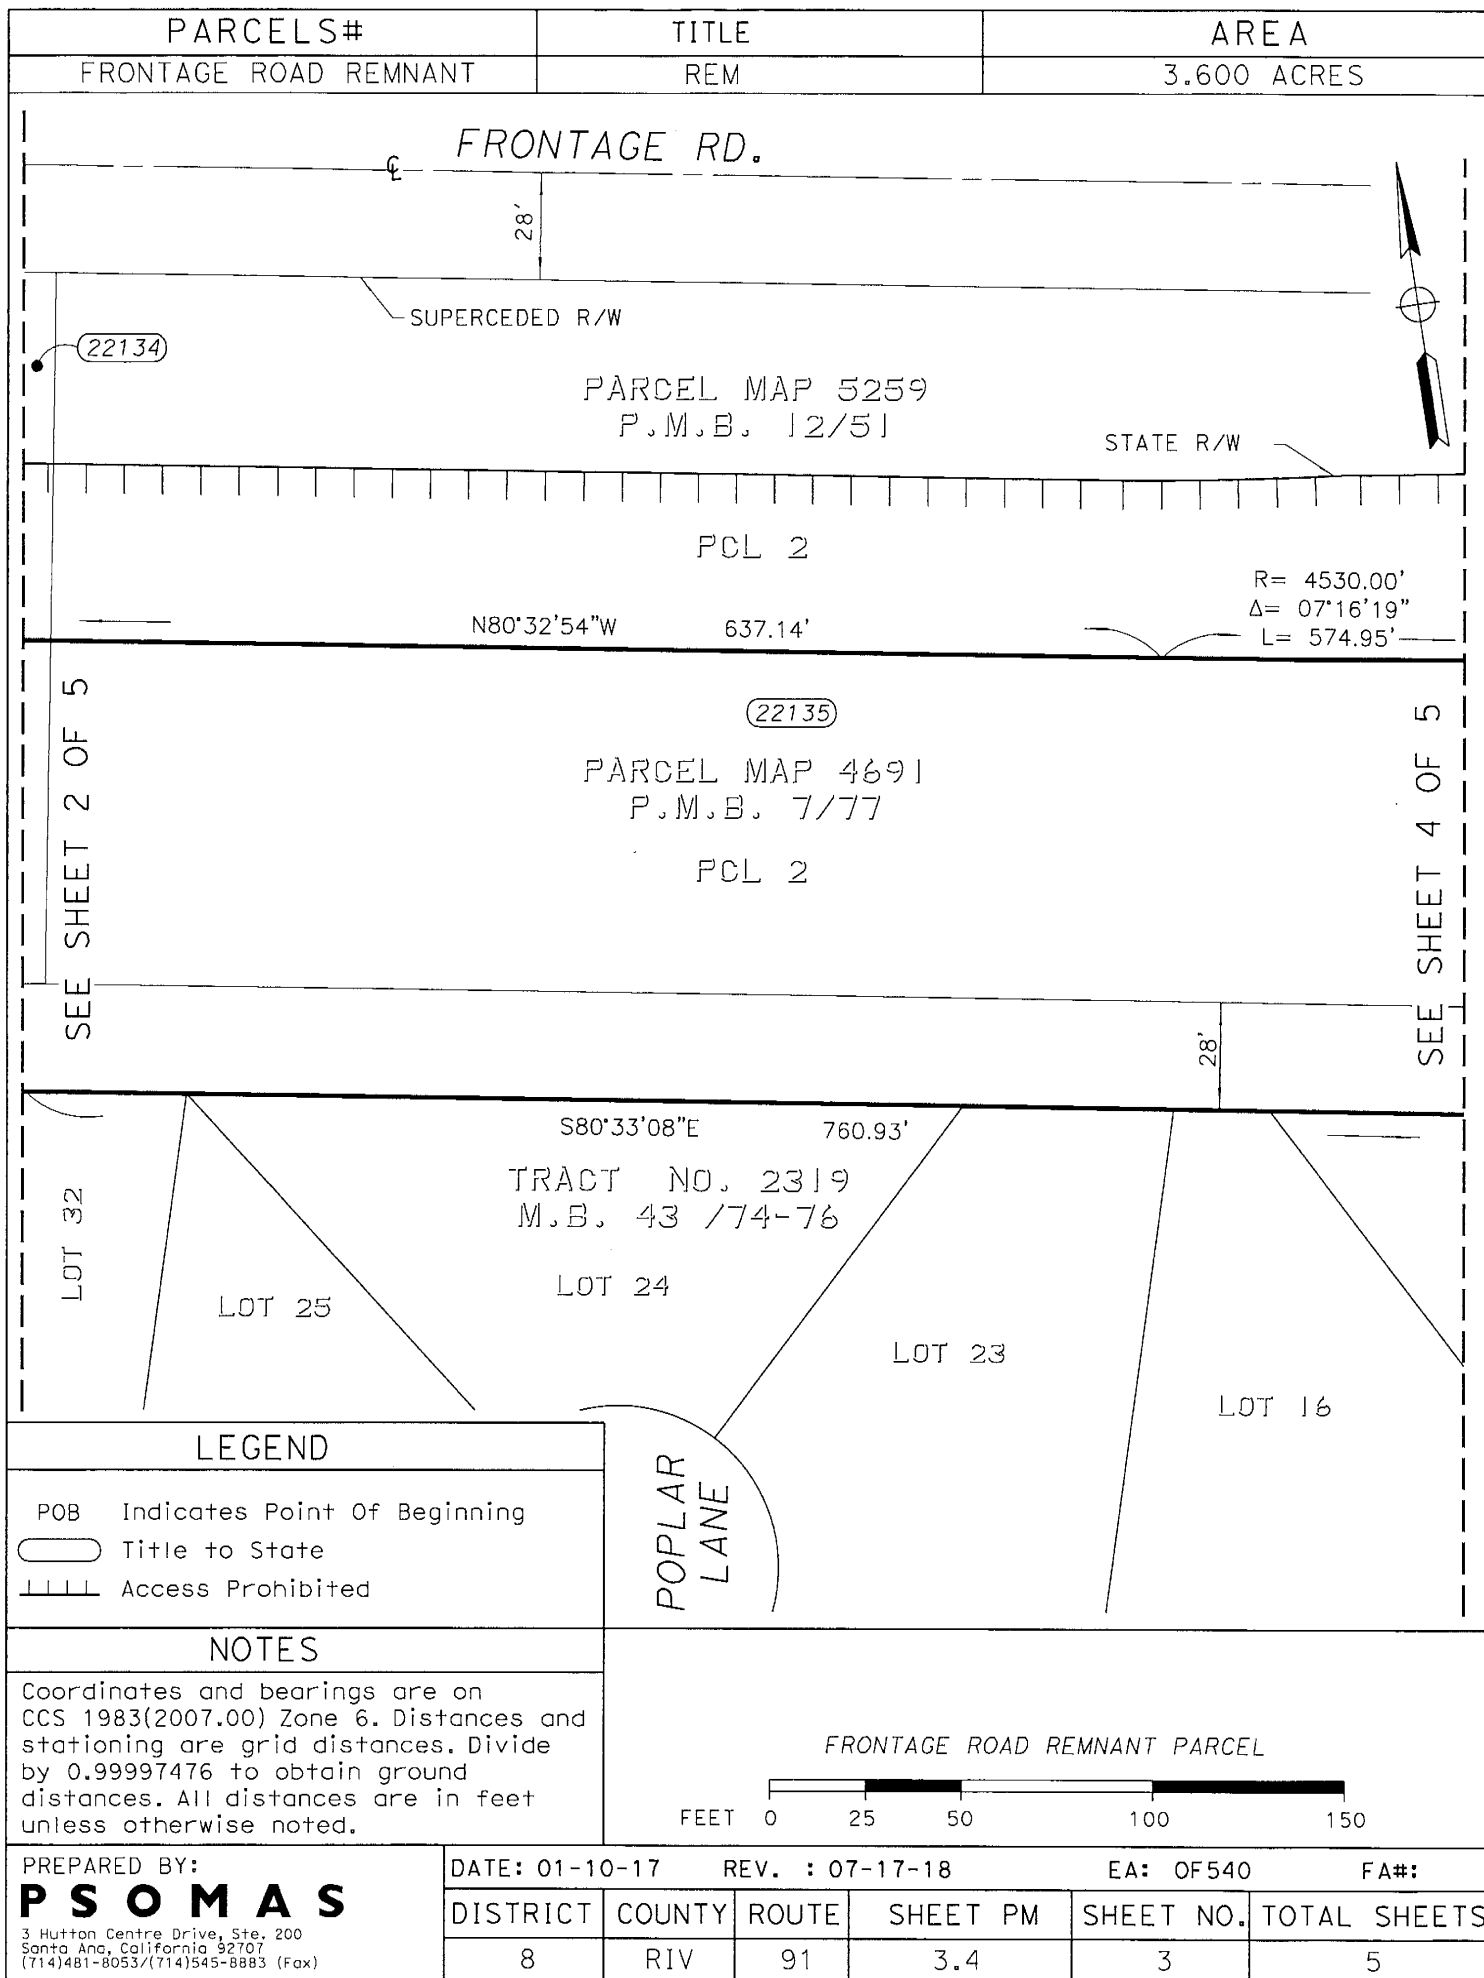 PARCELS# TITLE AREA
FRONTAGE ROAD REMNANT REM 3.600 ACRES
FRONTAGE RD.
℄
28'
SUPERCEDED R/W
22134
PARCEL MAP 5259
P.M.B. 12/51
STATE R/W
PCL 2
R= 4530.00'
Δ= 07°16'19"
L= 574.95'
N80°32'54"W 637.14'
22135
PARCEL MAP 4691
P.M.B. 7/77
PCL 2
SEE SHEET 2 OF 5
SEE SHEET 4 OF 5
28'
S80°33'08"E 760.93'
TRACT NO. 2319
M.B. 43 /74-76
LOT 32
LOT 25
LOT 24
LOT 23
LOT 16
POPLAR
LANE
LEGEND
POB Indicates Point Of Beginning
Title to State
Access Prohibited
NOTES
Coordinates and bearings are on
CCS 1983(2007.00) Zone 6. Distances and
stationing are grid distances. Divide
by 0.99997476 to obtain ground
distances. All distances are in feet
unless otherwise noted.
FRONTAGE ROAD REMNANT PARCEL
FEET 0 25 50 100 150
PREPARED BY:
PSOMAS
3 Hutton Centre Drive, Ste. 200
Santa Ana, California 92707
(714)481-8053/(714)545-8883 (Fax)
DATE: 01-10-17 REV. : 07-17-18 EA: OF540 FA#:
DISTRICT COUNTY ROUTE SHEET PM SHEET NO. TOTAL SHEETS
8 RIV 91 3.4 3 5